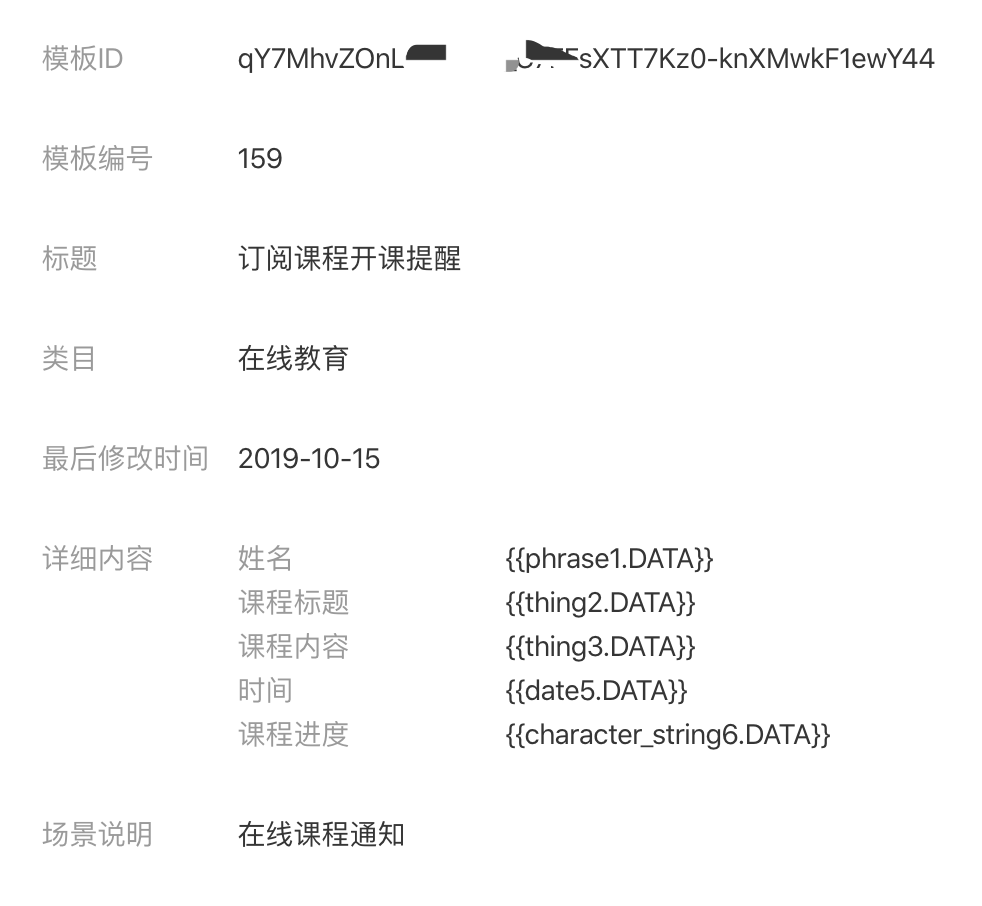 模板ID qY7MhvZOnL sXTT7Kz0-knXMwkF1ewY44
模板编号 159
标题 订阅课程开课提醒
类目 在线教育
最后修改时间 2019-10-15
详细内容 姓名 {{phrase1.DATA}}
课程标题 {{thing2.DATA}}
课程内容 {{thing3.DATA}}
时间 {{date5.DATA}}
课程进度 {{character_string6.DATA}}
场景说明 在线课程通知